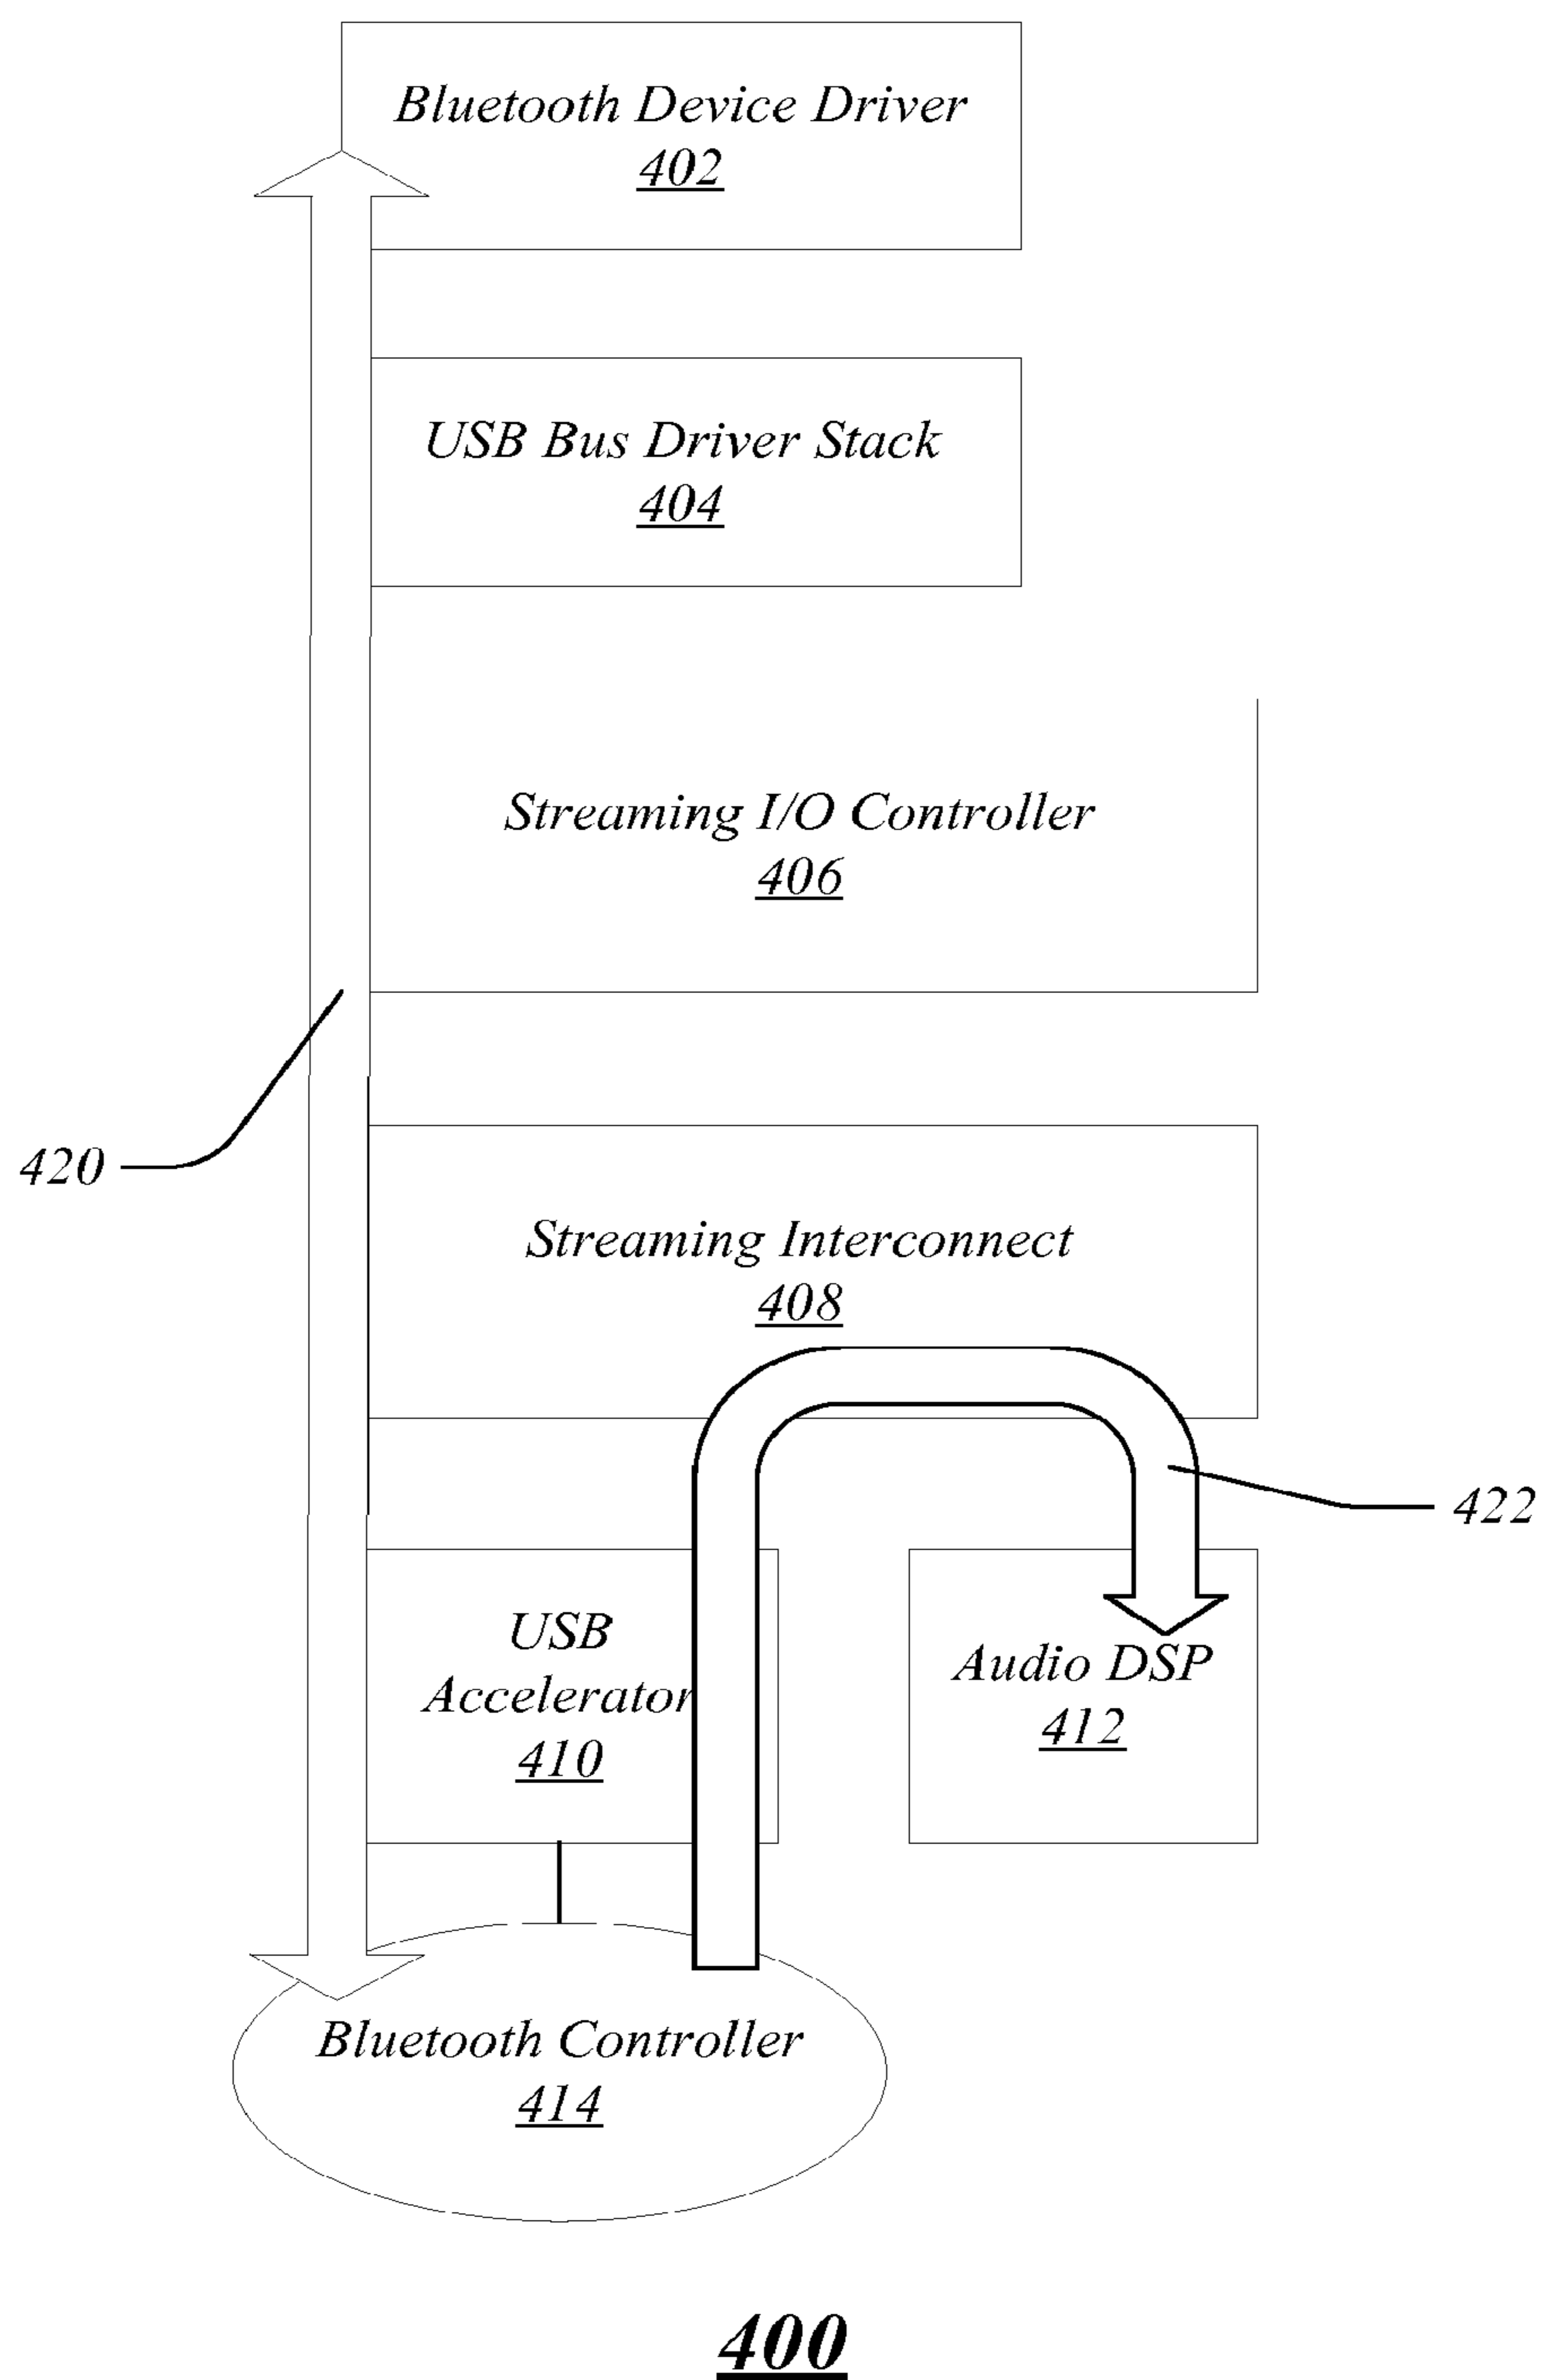 Bluetooth Device Driver
402
USB Bus Driver Stack
404
Streaming I/O Controller
406
420
Streaming Interconnect
408
422
USB
Accelerator
410
Audio DSP
412
Bluetooth Controller
414
400